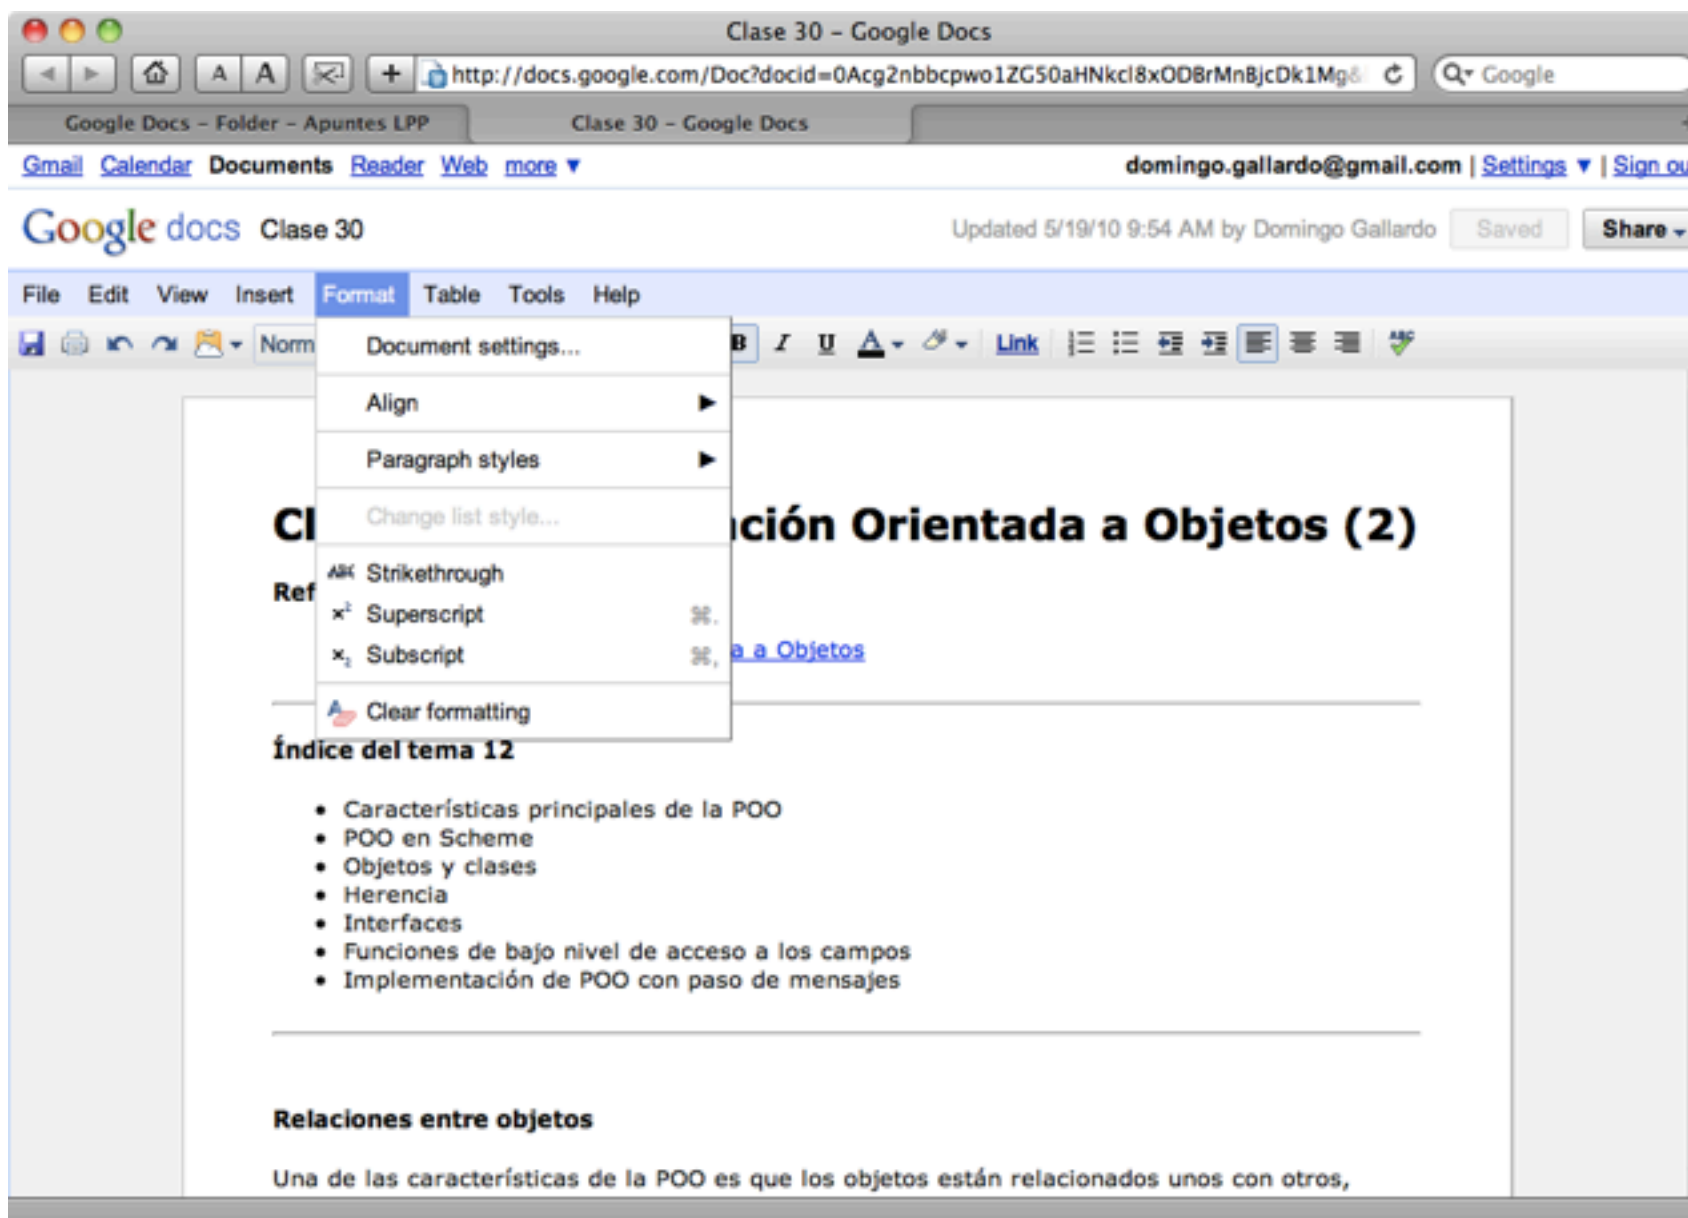 Clase 30 – Google Docs
A A + http://docs.google.com/Doc?docid=0Acg2nbbcpwo1ZG50aHNkcl8xODBrMnBjcDk1Mg& Google
Google Docs – Folder – Apuntes LPP Clase 30 – Google Docs
Gmail Calendar Documents Reader Web more ▼ domingo.gallardo@gmail.com | Settings ▼ | Sign ou
Google docs Clase 30 Updated 5/19/10 9:54 AM by Domingo Gallardo Saved Share
File Edit View Insert Format Table Tools Help
Norm B I U A Link ABC
Document settings...
Align ►
Paragraph styles ►
Change list style...
ABC Strikethrough
x² Superscript ⌘.
x₂ Subscript ⌘,
A Clear formatting
Cl ción Orientada a Objetos (2)
Ref
a a Objetos
Índice del tema 12
• Características principales de la POO
• POO en Scheme
• Objetos y clases
• Herencia
• Interfaces
• Funciones de bajo nivel de acceso a los campos
• Implementación de POO con paso de mensajes
Relaciones entre objetos
Una de las características de la POO es que los objetos están relacionados unos con otros,